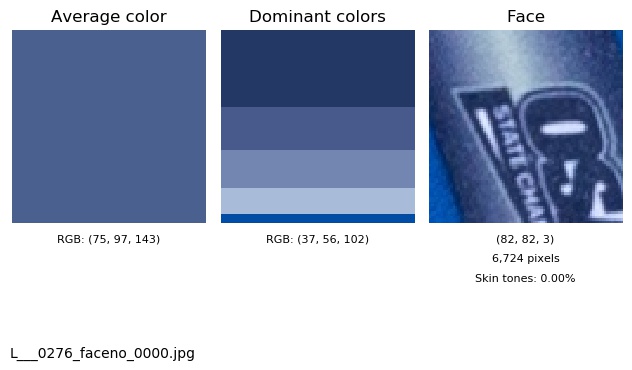 Average color
Dominant colors
Face
STATE CHA
RGB: (75, 97, 143)
RGB: (37, 56, 102)
(82, 82, 3)
6,724 pixels
Skin tones: 0.00%
L___0276_faceno_0000.jpg